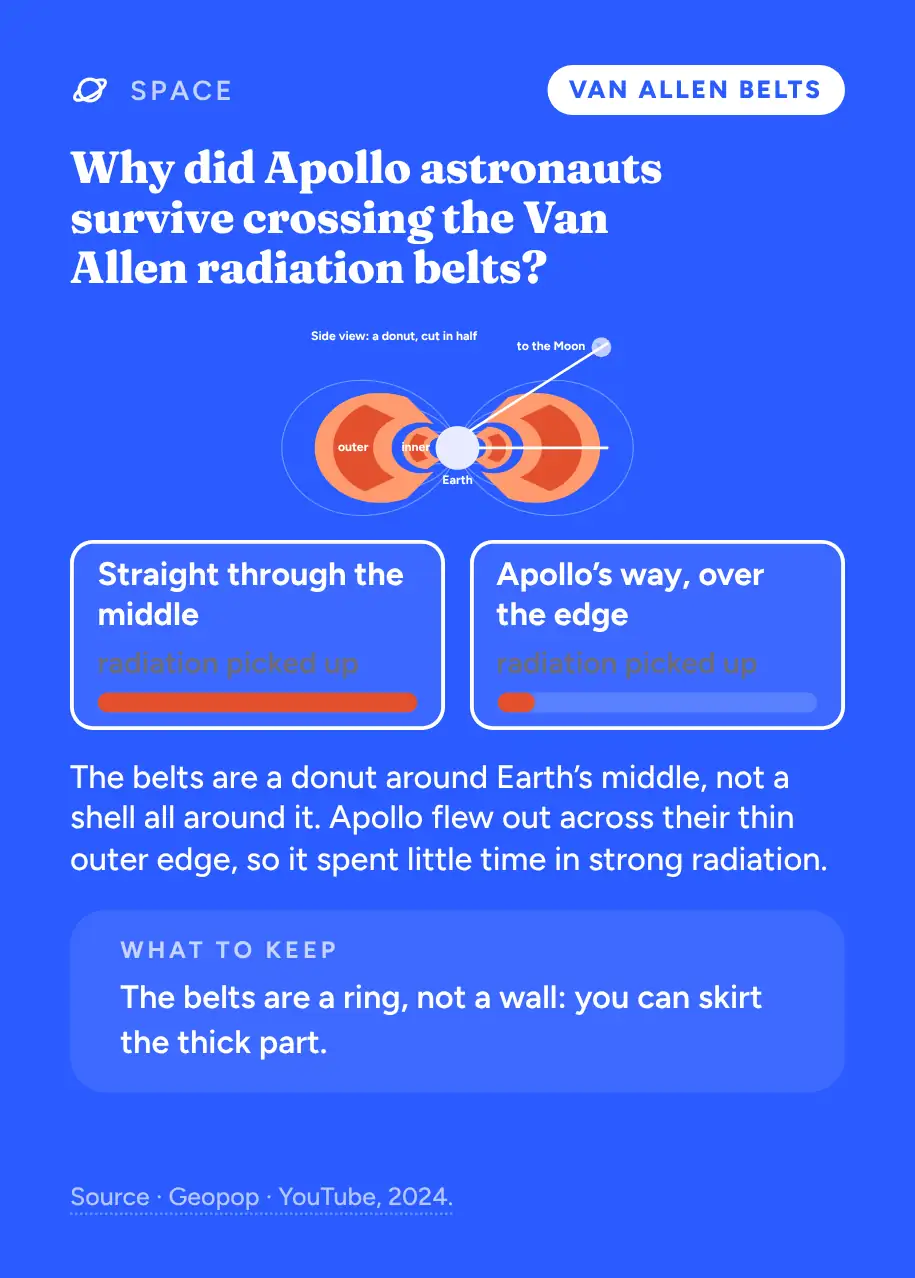 SPACE
VAN ALLEN BELTS
Why did Apollo astronauts
survive crossing the Van
Allen radiation belts?
Side view: a donut, cut in half
to the Moon
outer
inner
Earth
Straight through the
middle
radiation picked up
Apollo’s way, over
the edge
radiation picked up
The belts are a donut around Earth’s middle, not a
shell all around it. Apollo flew out across their thin
outer edge, so it spent little time in strong radiation.
WHAT TO KEEP
The belts are a ring, not a wall: you can skirt
the thick part.
Source · Geopop · YouTube, 2024.